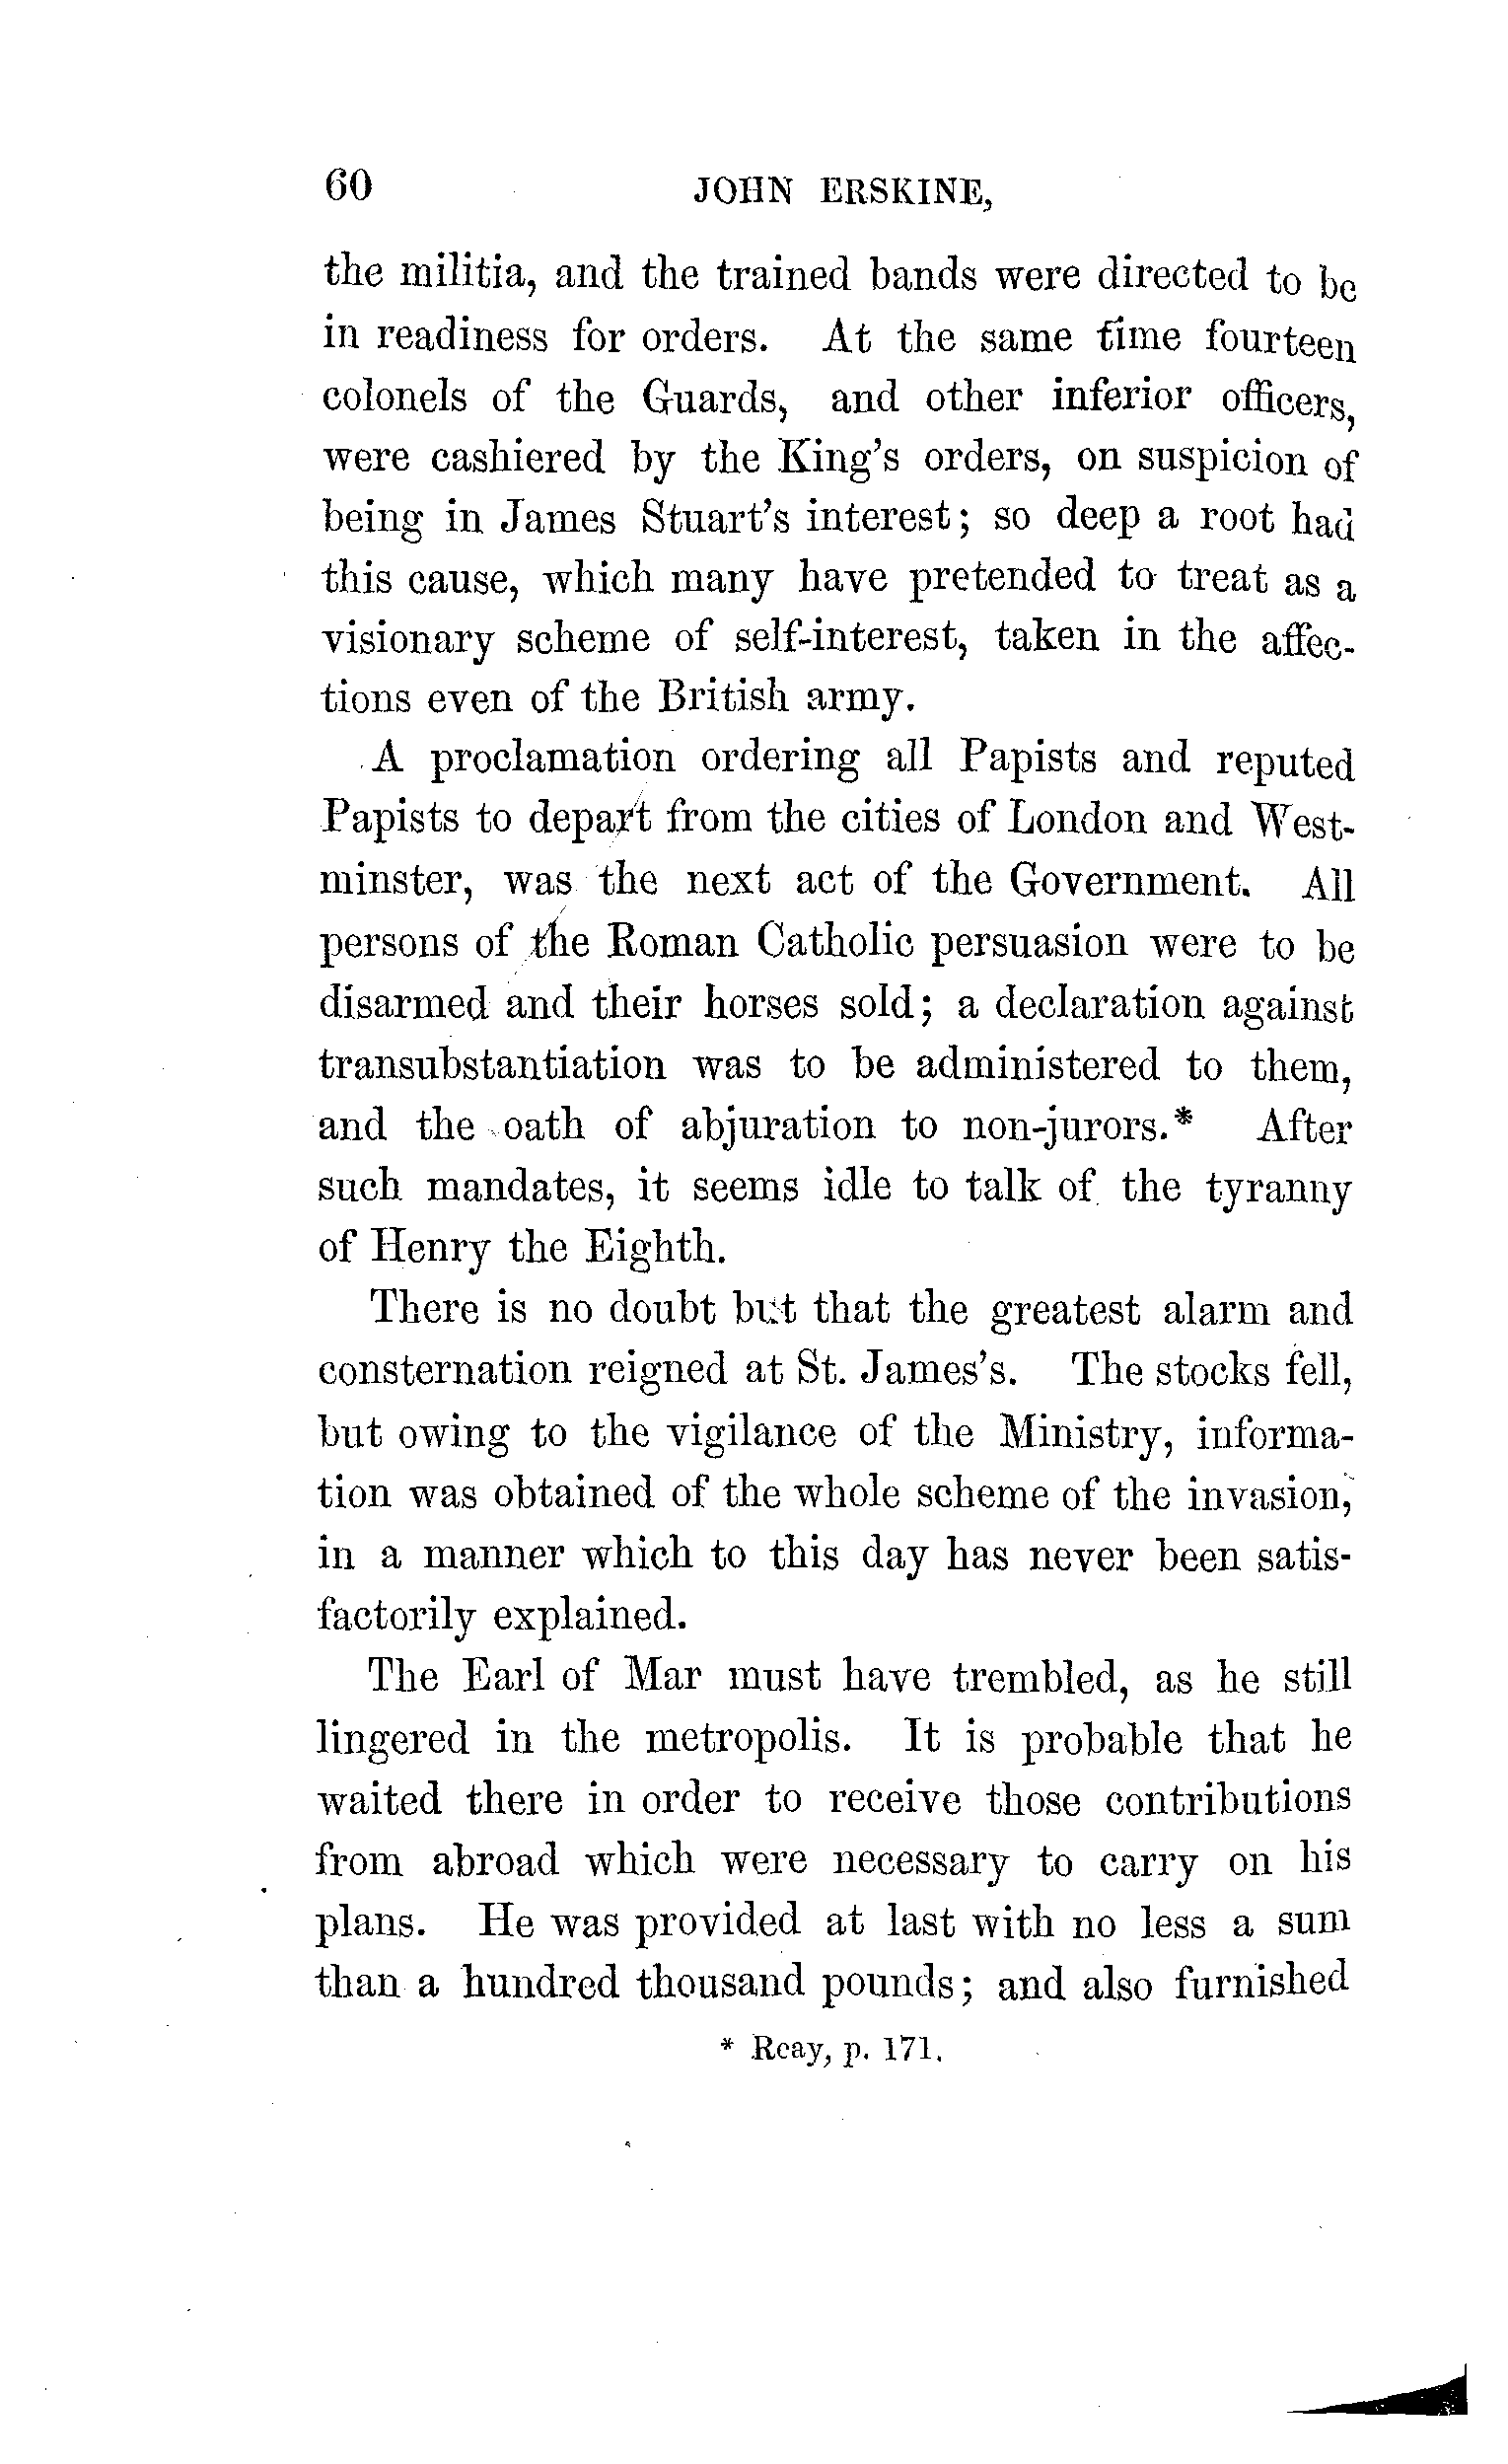 60 JOHN ERSKINE,
the militia, and the trained bands were directed to be
in readiness for orders. At the same time fourteen
colonels of the Guards, and other inferior officers,
were cashiered by the King's orders, on suspicion of
being in James Stuart's interest; so deep a root had
this cause, which many have pretended to treat as a
visionary scheme of self-interest, taken in the affec-
tions even of the British army.
A proclamation ordering all Papists and reputed
Papists to depart from the cities of London and West-
minster, was the next act of the Government. All
persons of the Roman Catholic persuasion were to be
disarmed and their horses sold; a declaration against
transubstantiation was to be administered to them,
and the oath of abjuration to non-jurors.* After
such mandates, it seems idle to talk of the tyranny
of Henry the Eighth.
There is no doubt but that the greatest alarm and
consternation reigned at St. James's. The stocks fell,
but owing to the vigilance of the Ministry, informa-
tion was obtained of the whole scheme of the invasion,
in a manner which to this day has never been satis-
factorily explained.
The Earl of Mar must have trembled, as he still
lingered in the metropolis. It is probable that he
waited there in order to receive those contributions
from abroad which were necessary to carry on his
plans. He was provided at last with no less a sum
than a hundred thousand pounds; and also furnished
* Reay, p. 171.